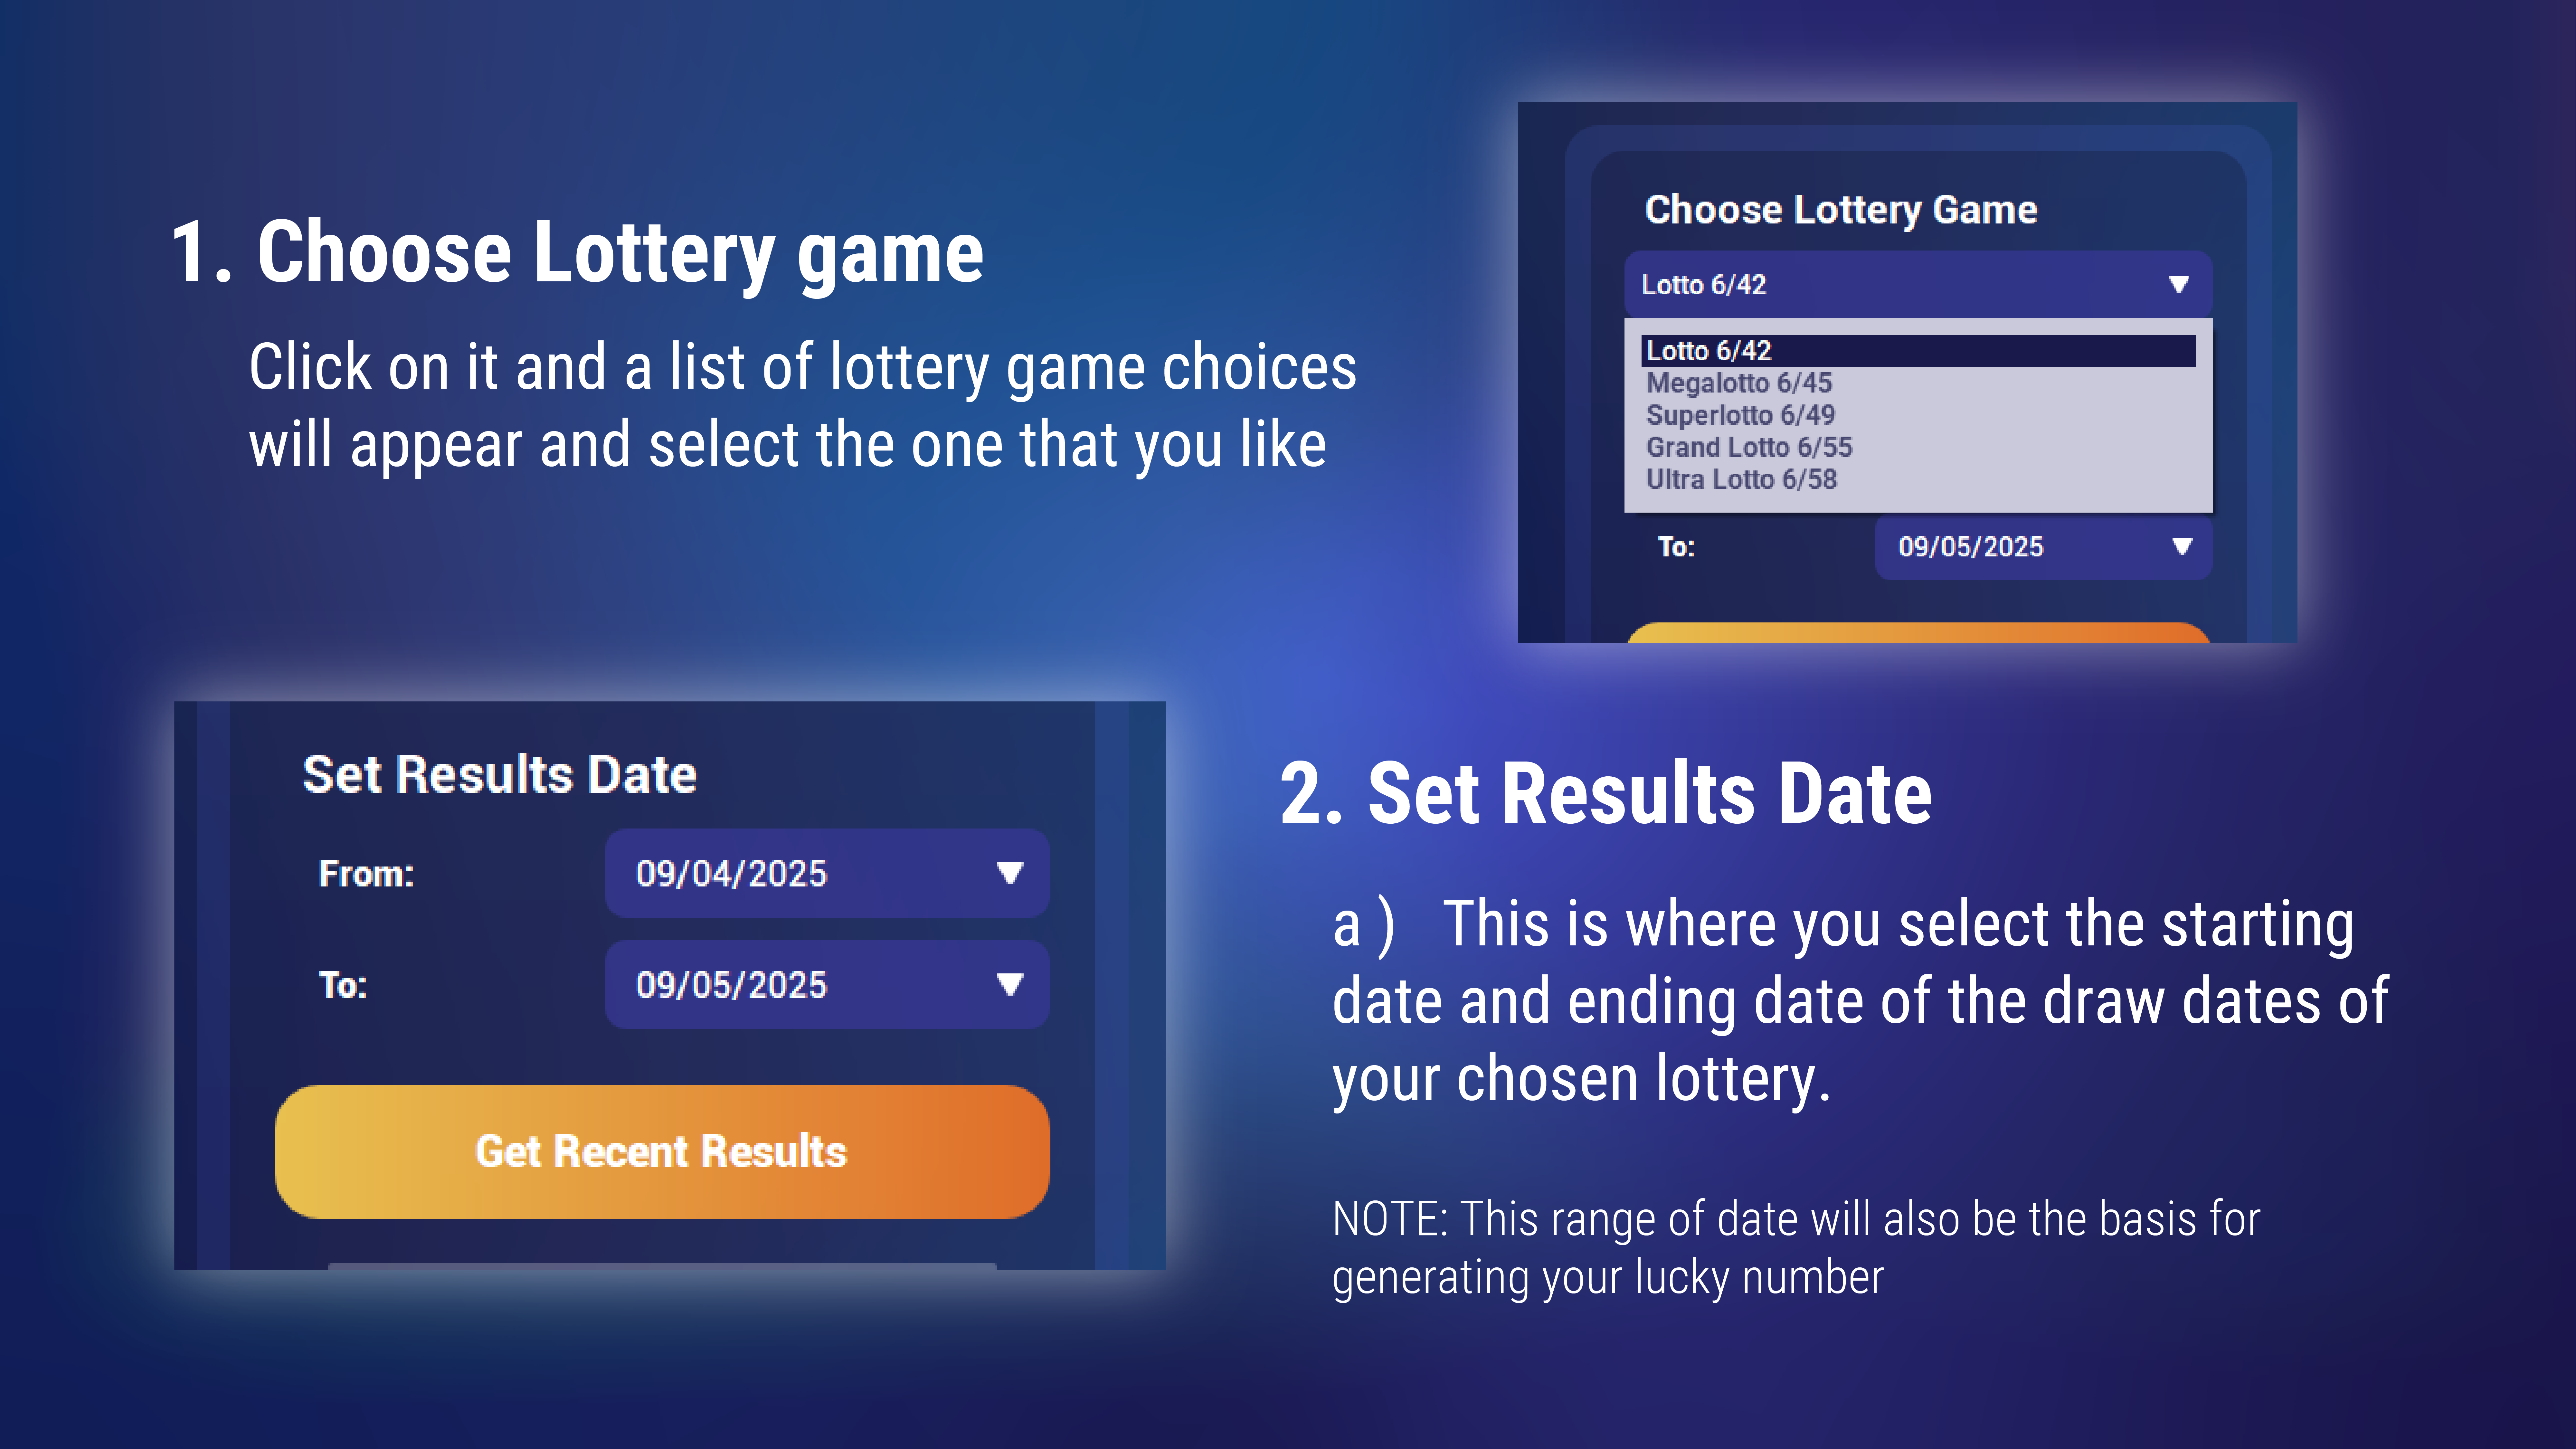 1. Choose Lottery game
Click on it and a list of lottery game choices
will appear and select the one that you like
Choose Lottery Game
Lotto 6/42
Lotto 6/42
Megalotto 6/45
Superlotto 6/49
Grand Lotto 6/55
Ultra Lotto 6/58
To: 09/05/2025
Set Results Date
From: 09/04/2025
To: 09/05/2025
Get Recent Results
2. Set Results Date
a ) This is where you select the starting
date and ending date of the draw dates of
your chosen lottery.
NOTE: This range of date will also be the basis for
generating your lucky number